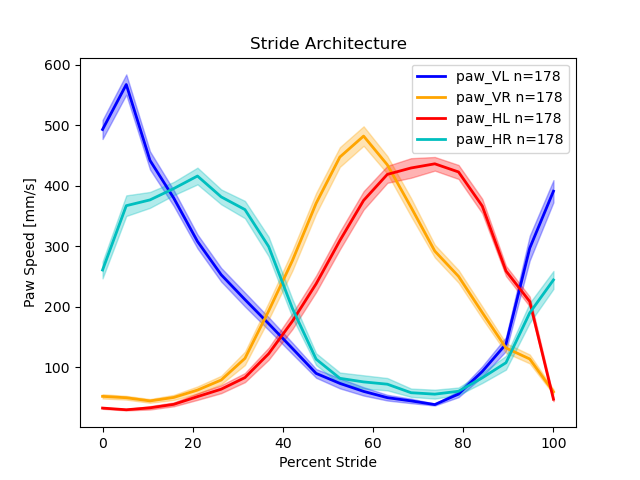 Stride Architecture
600
500
400
300
200
100
Paw Speed [mm/s]
paw_VL n=178
paw_VR n=178
paw_HL n=178
paw_HR n=178
0
20
40
60
80
100
Percent Stride